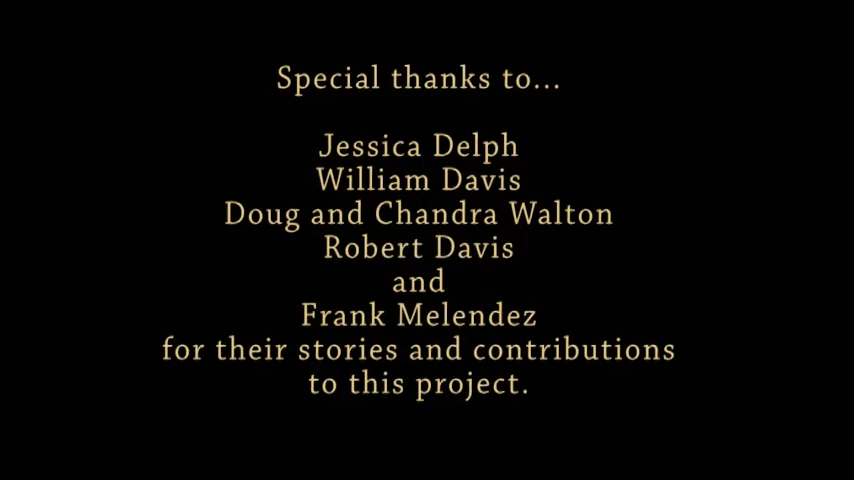 Special thanks to...
Jessica Delph
William Davis
Doug and Chandra Walton
Robert Davis
and
Frank Melendez
for their stories and contributions
to this project.